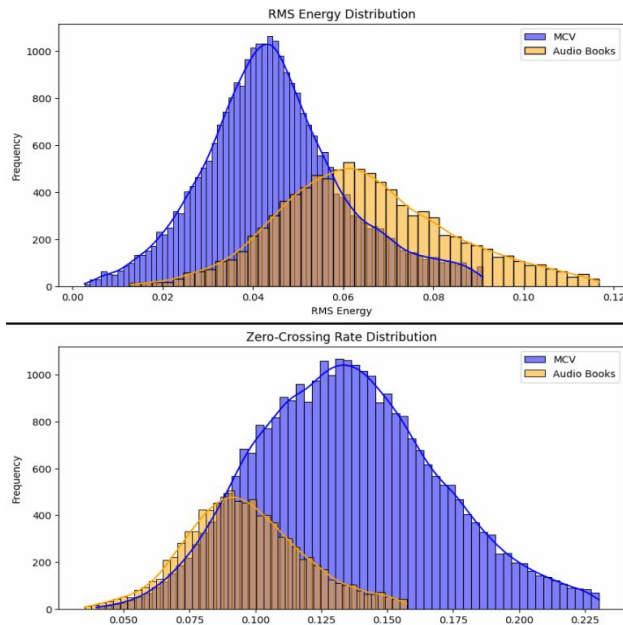 RMS Energy Distribution
MCV
Audio Books
1000
800
600
400
200
0
Frequency
0.00 0.02 0.04 0.06 0.08 0.10 0.12
RMS Energy
Zero-Crossing Rate Distribution
MCV
Audio Books
1000
800
600
400
200
0
Frequency
0.050 0.075 0.100 0.125 0.150 0.175 0.200 0.225